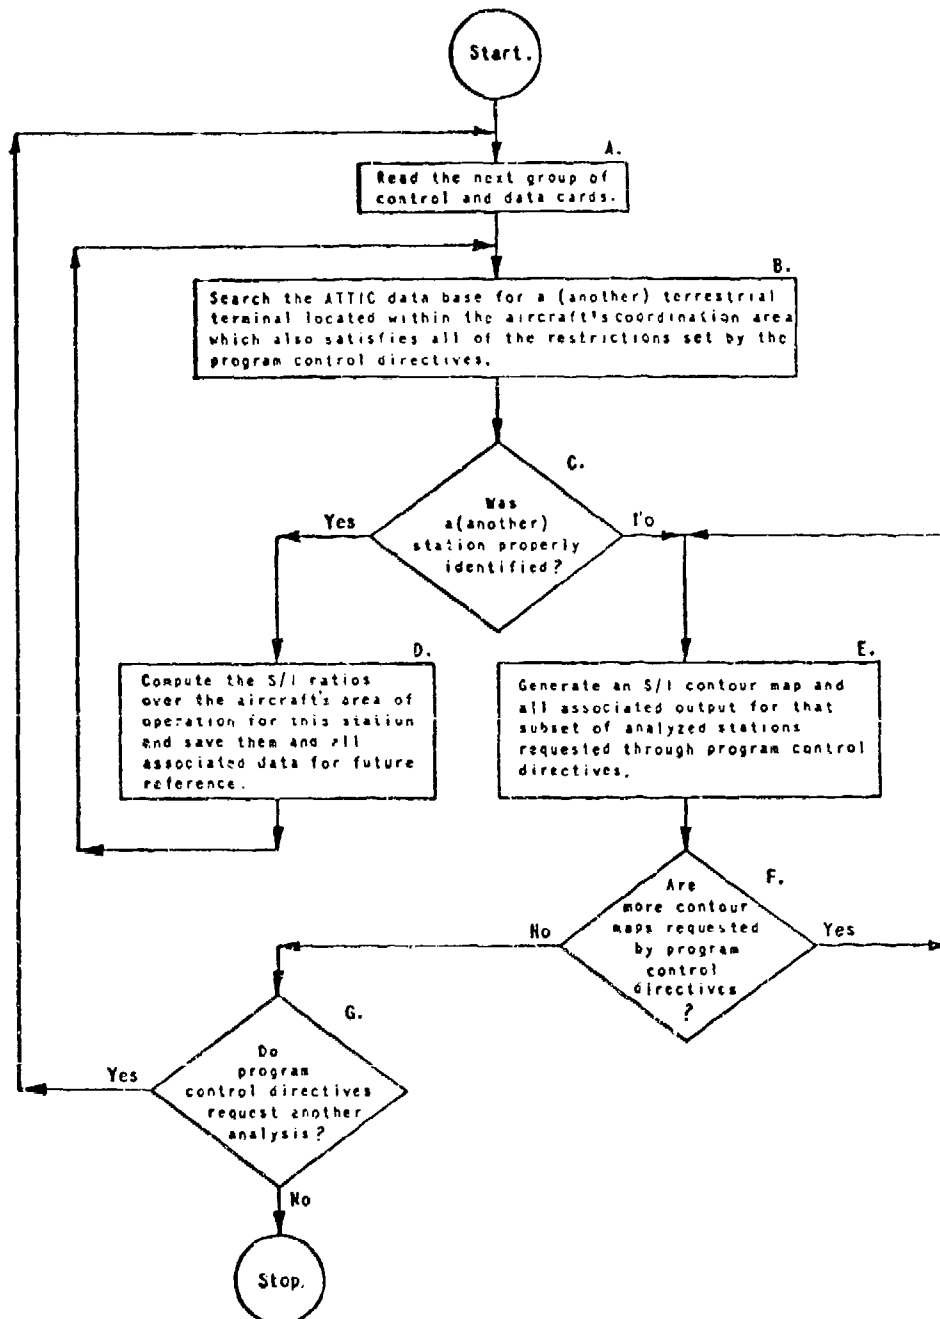 Start.
A.
Read the next group of
control and data cards.
B.
Search the ATTIC data base for a (another) terrestrial
terminal located within the aircraft's coordination area
which also satisfies all of the restrictions set by the
program control directives.
C.
Was
a(another)
station properly
identified?
Yes
No
D.
Compute the S/I ratios
over the aircraft's area of
operation for this station
and save them and all
associated data for future
reference.
E.
Generate an S/I contour map and
all associated output for that
subset of analyzed stations
requested through program control
directives.
F.
Are
more contour
maps requested
by program
control
directives
?
No
Yes
G.
Do
program
control directives
request another
analysis?
Yes
No
Stop.